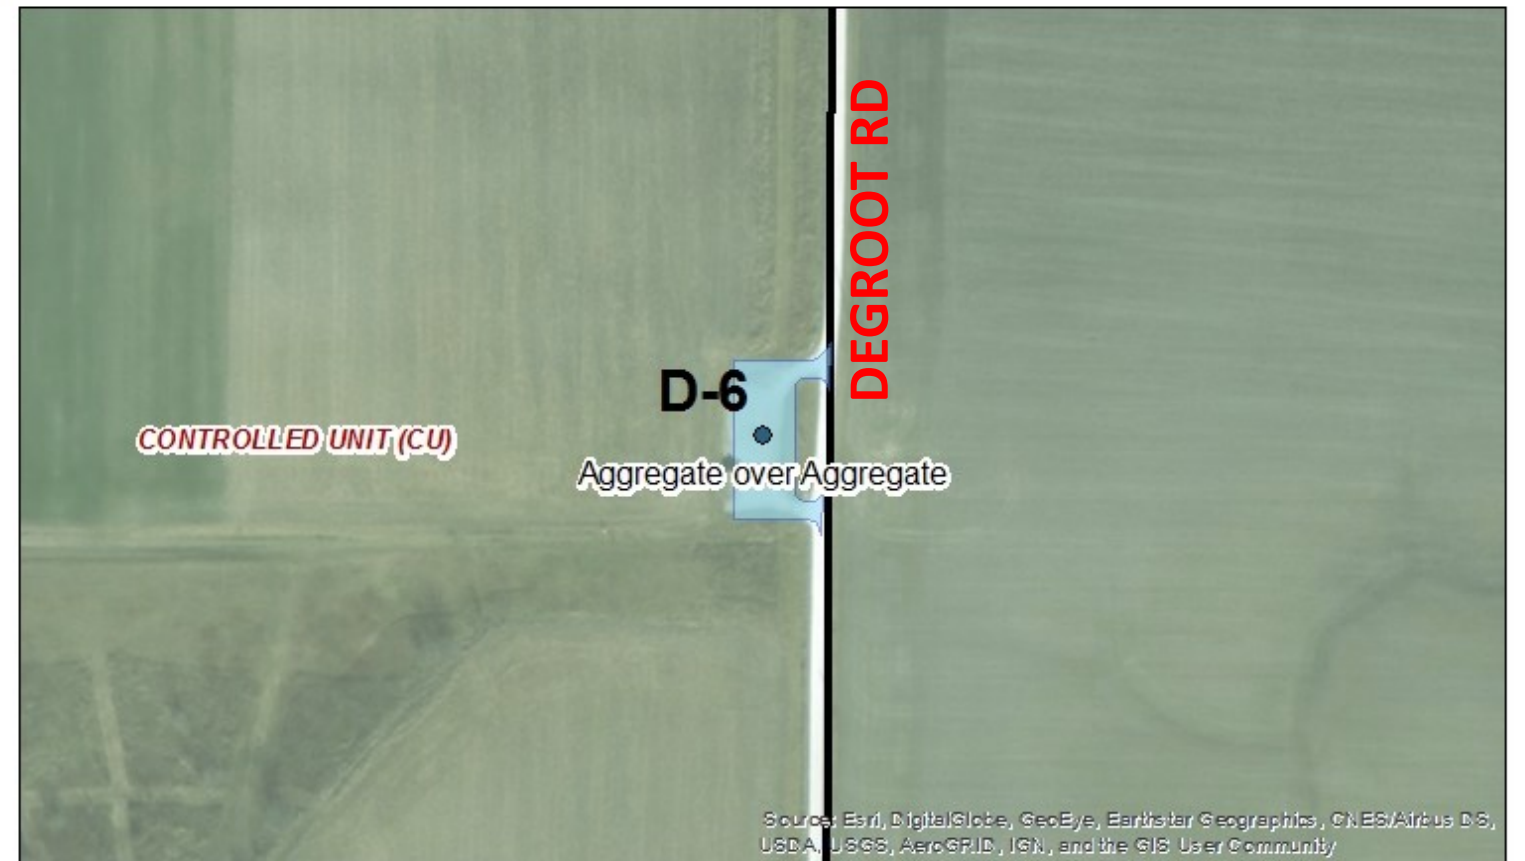 DEGROOT RD
D-6
CONTROLLED UNIT (CU)
Aggregate over Aggregate
Source: Esri, DigitalGlobe, GeoEye, Earthstar Geographics, CNES/Airbus DS,
USDA, USGS, AeroGRID, IGN, and the GIS User Community